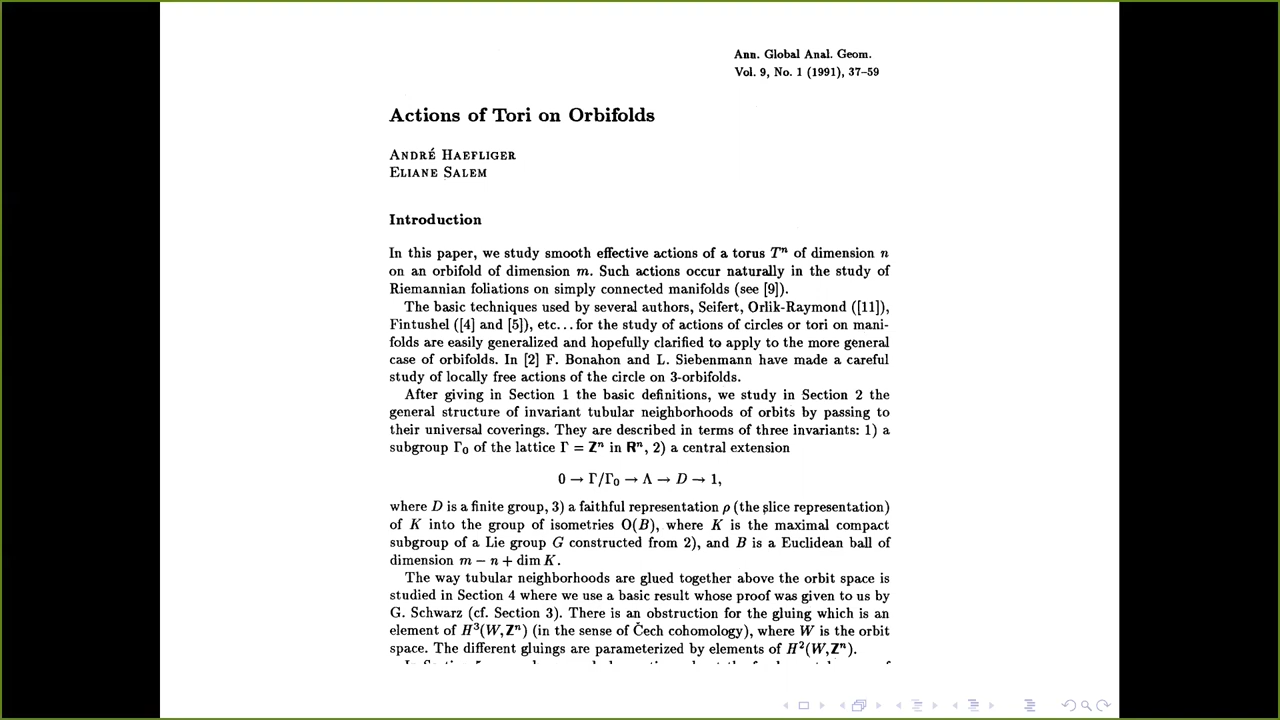 Ann. Global Anal. Geom.
Vol. 9, No. 1 (1991), 37–59
Actions of Tori on Orbifolds
ANDRÉ HAEFLIGER
ELIANE SALEM
Introduction
In this paper, we study smooth effective actions of a torus Tⁿ of dimension n
on an orbifold of dimension m. Such actions occur naturally in the study of
Riemannian foliations on simply connected manifolds (see [9]).
The basic techniques used by several authors, Seifert, Orlik-Raymond ([11]),
Fintushel ([4] and [5]), etc... for the study of actions of circles or tori on mani-
folds are easily generalized and hopefully clarified to apply to the more general
case of orbifolds. In [2] F. Bonahon and L. Siebenmann have made a careful
study of locally free actions of the circle on 3-orbifolds.
After giving in Section 1 the basic definitions, we study in Section 2 the
general structure of invariant tubular neighborhoods of orbits by passing to
their universal coverings. They are described in terms of three invariants: 1) a
subgroup Γ₀ of the lattice Γ = Zⁿ in Rⁿ, 2) a central extension
0 → Γ/Γ₀ → Λ → D → 1,
where D is a finite group, 3) a faithful representation ρ (the slice representation)
of K into the group of isometries O(B), where K is the maximal compact
subgroup of a Lie group G constructed from 2), and B is a Euclidean ball of
dimension m − n + dim K.
The way tubular neighborhoods are glued together above the orbit space is
studied in Section 4 where we use a basic result whose proof was given to us by
G. Schwarz (cf. Section 3). There is an obstruction for the gluing which is an
element of H³(W, Zⁿ) (in the sense of Čech cohomology), where W is the orbit
space. The different gluings are parameterized by elements of H²(W, Zⁿ).